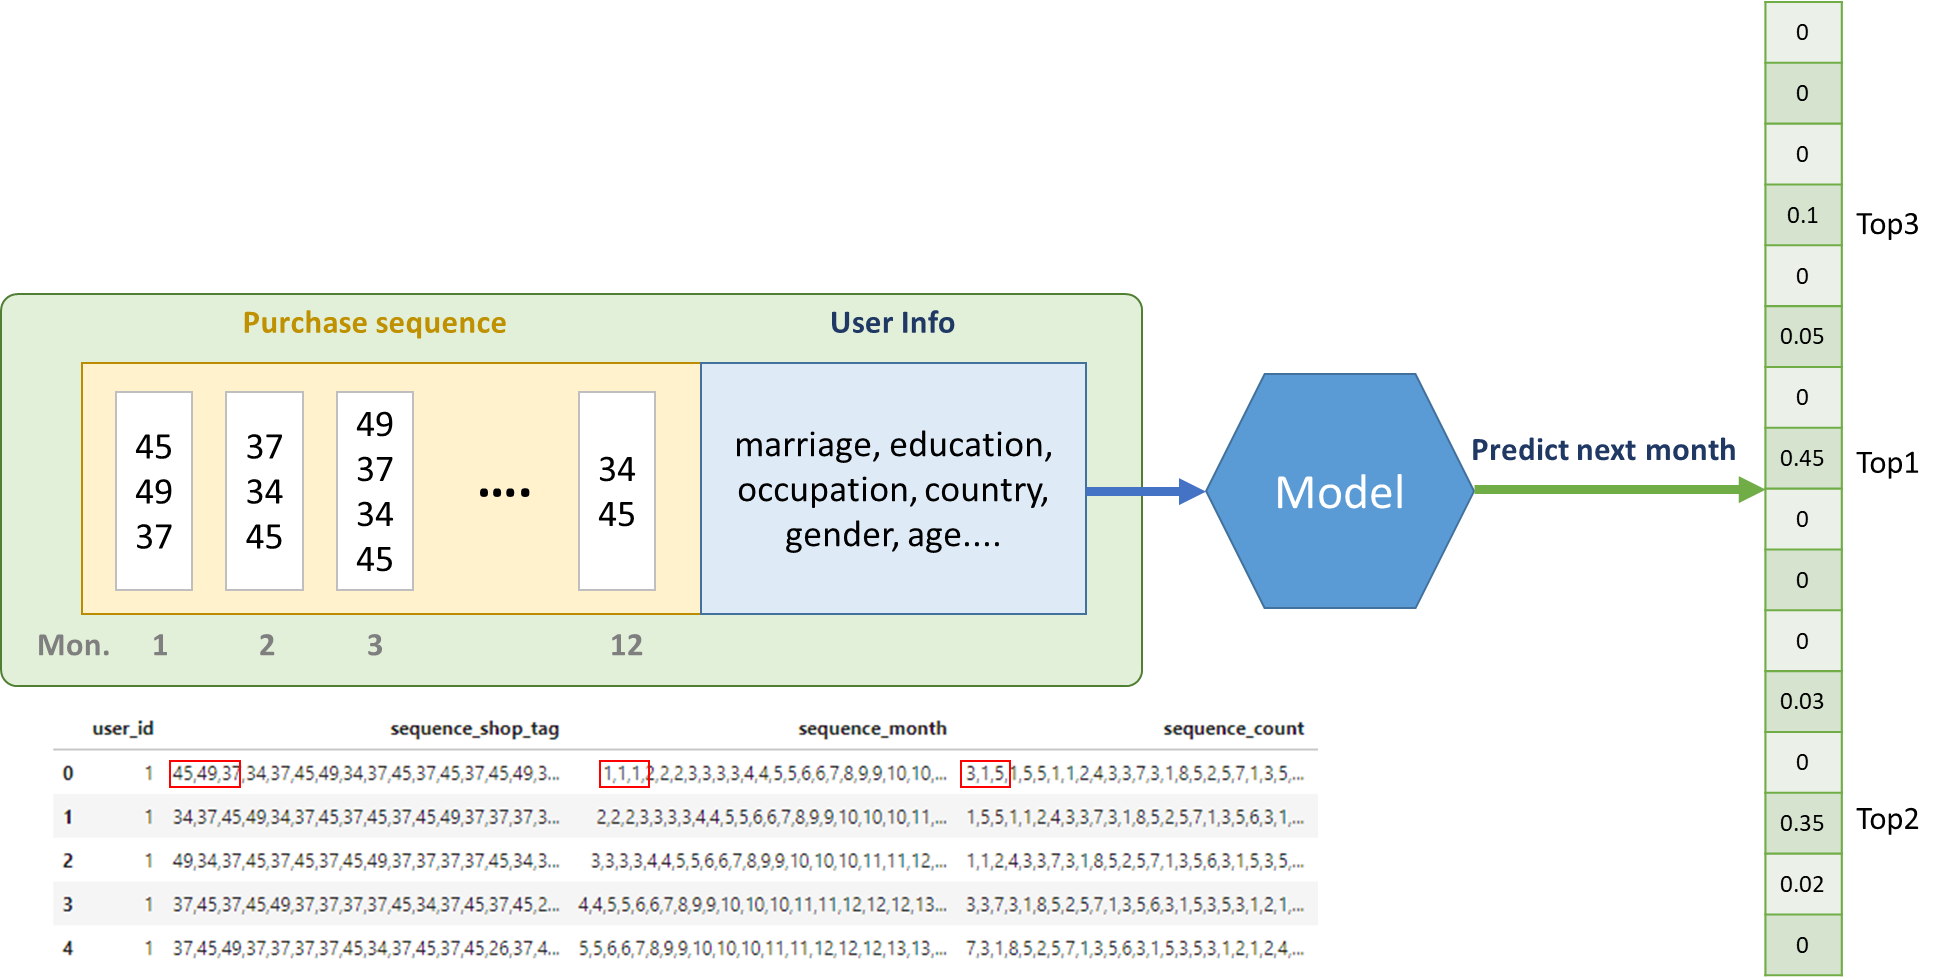 Purchase sequence
User Info
45
49
37
37
34
45
49
37
34
45
....
34
45
marriage, education,
occupation, country,
gender, age....
Mon. 1 2 3 12
Model
Predict next month
0
0
0
0.1 Top3
0
0.05
0
0.45 Top1
0
0
0
0.03
0
0.35 Top2
0.02
0
user_id sequence_shop_tag sequence_month sequence_count
0 1 45,49,37,34,37,45,49,34,37,45,37,45,37,45,49,3... 1,1,1,2,2,2,3,3,3,3,4,4,5,5,6,6,7,8,9,9,10,10,... 3,1,5,1,5,5,1,1,2,4,3,3,7,3,1,8,5,2,5,7,1,3,5,...
1 1 34,37,45,49,34,37,45,37,45,37,45,49,37,37,37,3... 2,2,2,3,3,3,3,4,4,5,5,6,6,7,8,9,9,10,10,10,11,... 1,5,5,1,1,2,4,3,3,7,3,1,8,5,2,5,7,1,3,5,6,3,1,...
2 1 49,34,37,45,37,45,37,45,49,37,37,37,37,45,34,3... 3,3,3,3,4,4,5,5,6,6,7,8,9,9,10,10,10,11,11,12,... 1,1,2,4,3,3,7,3,1,8,5,2,5,7,1,3,5,6,3,1,5,3,5,...
3 1 37,45,37,45,49,37,37,37,37,45,34,37,45,37,45,2... 4,4,5,5,6,6,7,8,9,9,10,10,10,11,11,12,12,12,13... 3,3,7,3,1,8,5,2,5,7,1,3,5,6,3,1,5,3,5,3,1,2,1,...
4 1 37,45,49,37,37,37,37,45,34,37,45,37,45,26,37,4... 5,5,6,6,7,8,9,9,10,10,10,11,11,12,12,12,13,13,... 7,3,1,8,5,2,5,7,1,3,5,6,3,1,5,3,5,3,1,2,1,2,4,...